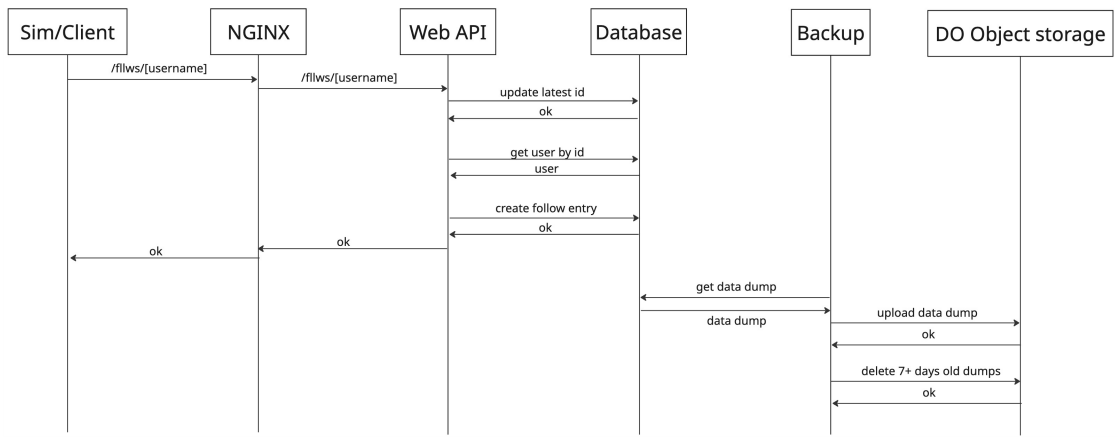 Sim/Client
NGINX
Web API
Database
Backup
DO Object storage
/fllws/[username]
/fllws/[username]
update latest id
ok
get user by id
user
create follow entry
ok
ok
ok
get data dump
data dump
upload data dump
ok
delete 7+ days old dumps
ok